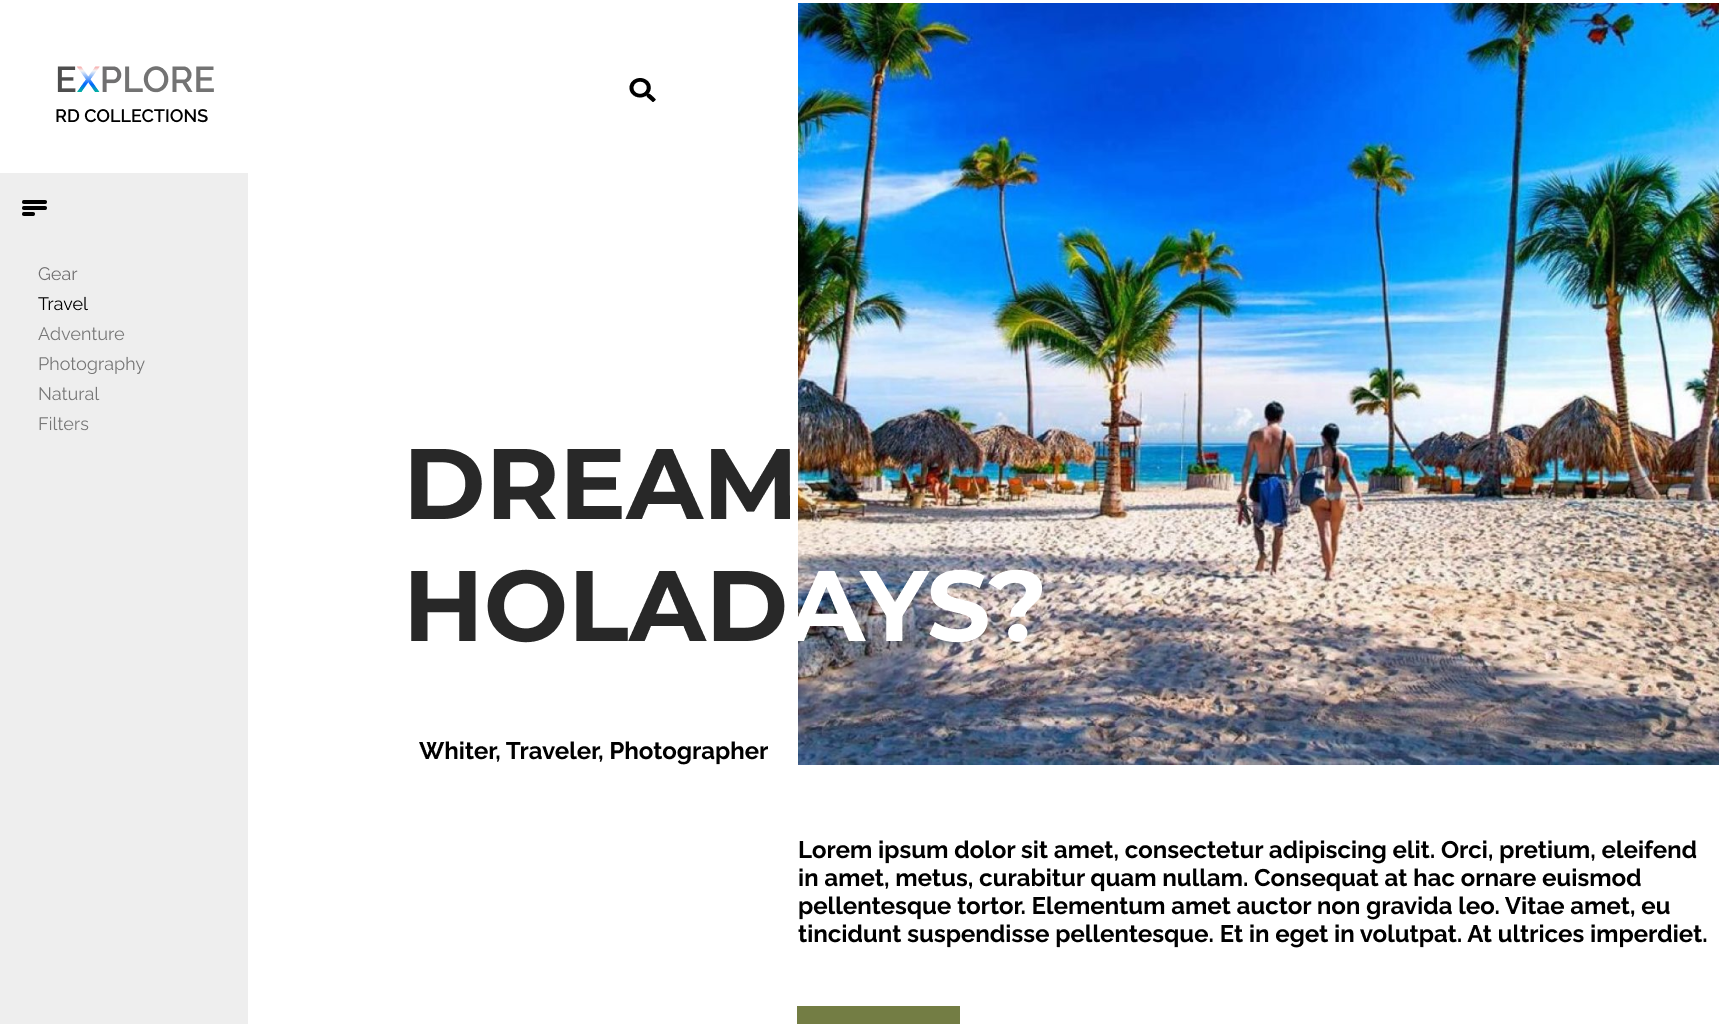 EXPLORE
RD COLLECTIONS
Gear
Travel
Adventure
Photography
Natural
Filters
DREAM
HOLADAYS?
Whiter, Traveler, Photographer
Lorem ipsum dolor sit amet, consectetur adipiscing elit. Orci, pretium, eleifend
in amet, metus, curabitur quam nullam. Consequat at hac ornare euismod
pellentesque tortor. Elementum amet auctor non gravida leo. Vitae amet, eu
tincidunt suspendisse pellentesque. Et in eget in volutpat. At ultrices imperdiet.